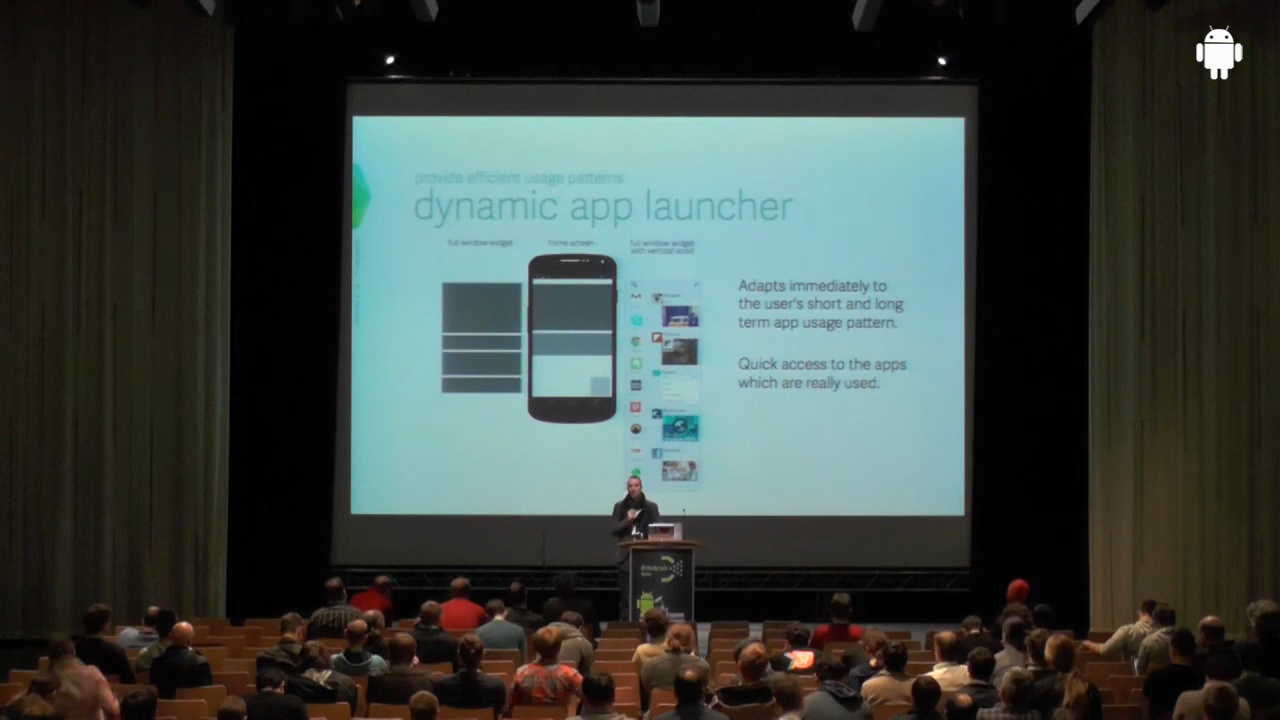 provide efficient usage patterns
dynamic app launcher
full window widget
home screen
full window widget
with vertical scroll
Adapts immediately to
the user's short and long
term app usage pattern.
Quick access to the apps
which are really used.
droidcon